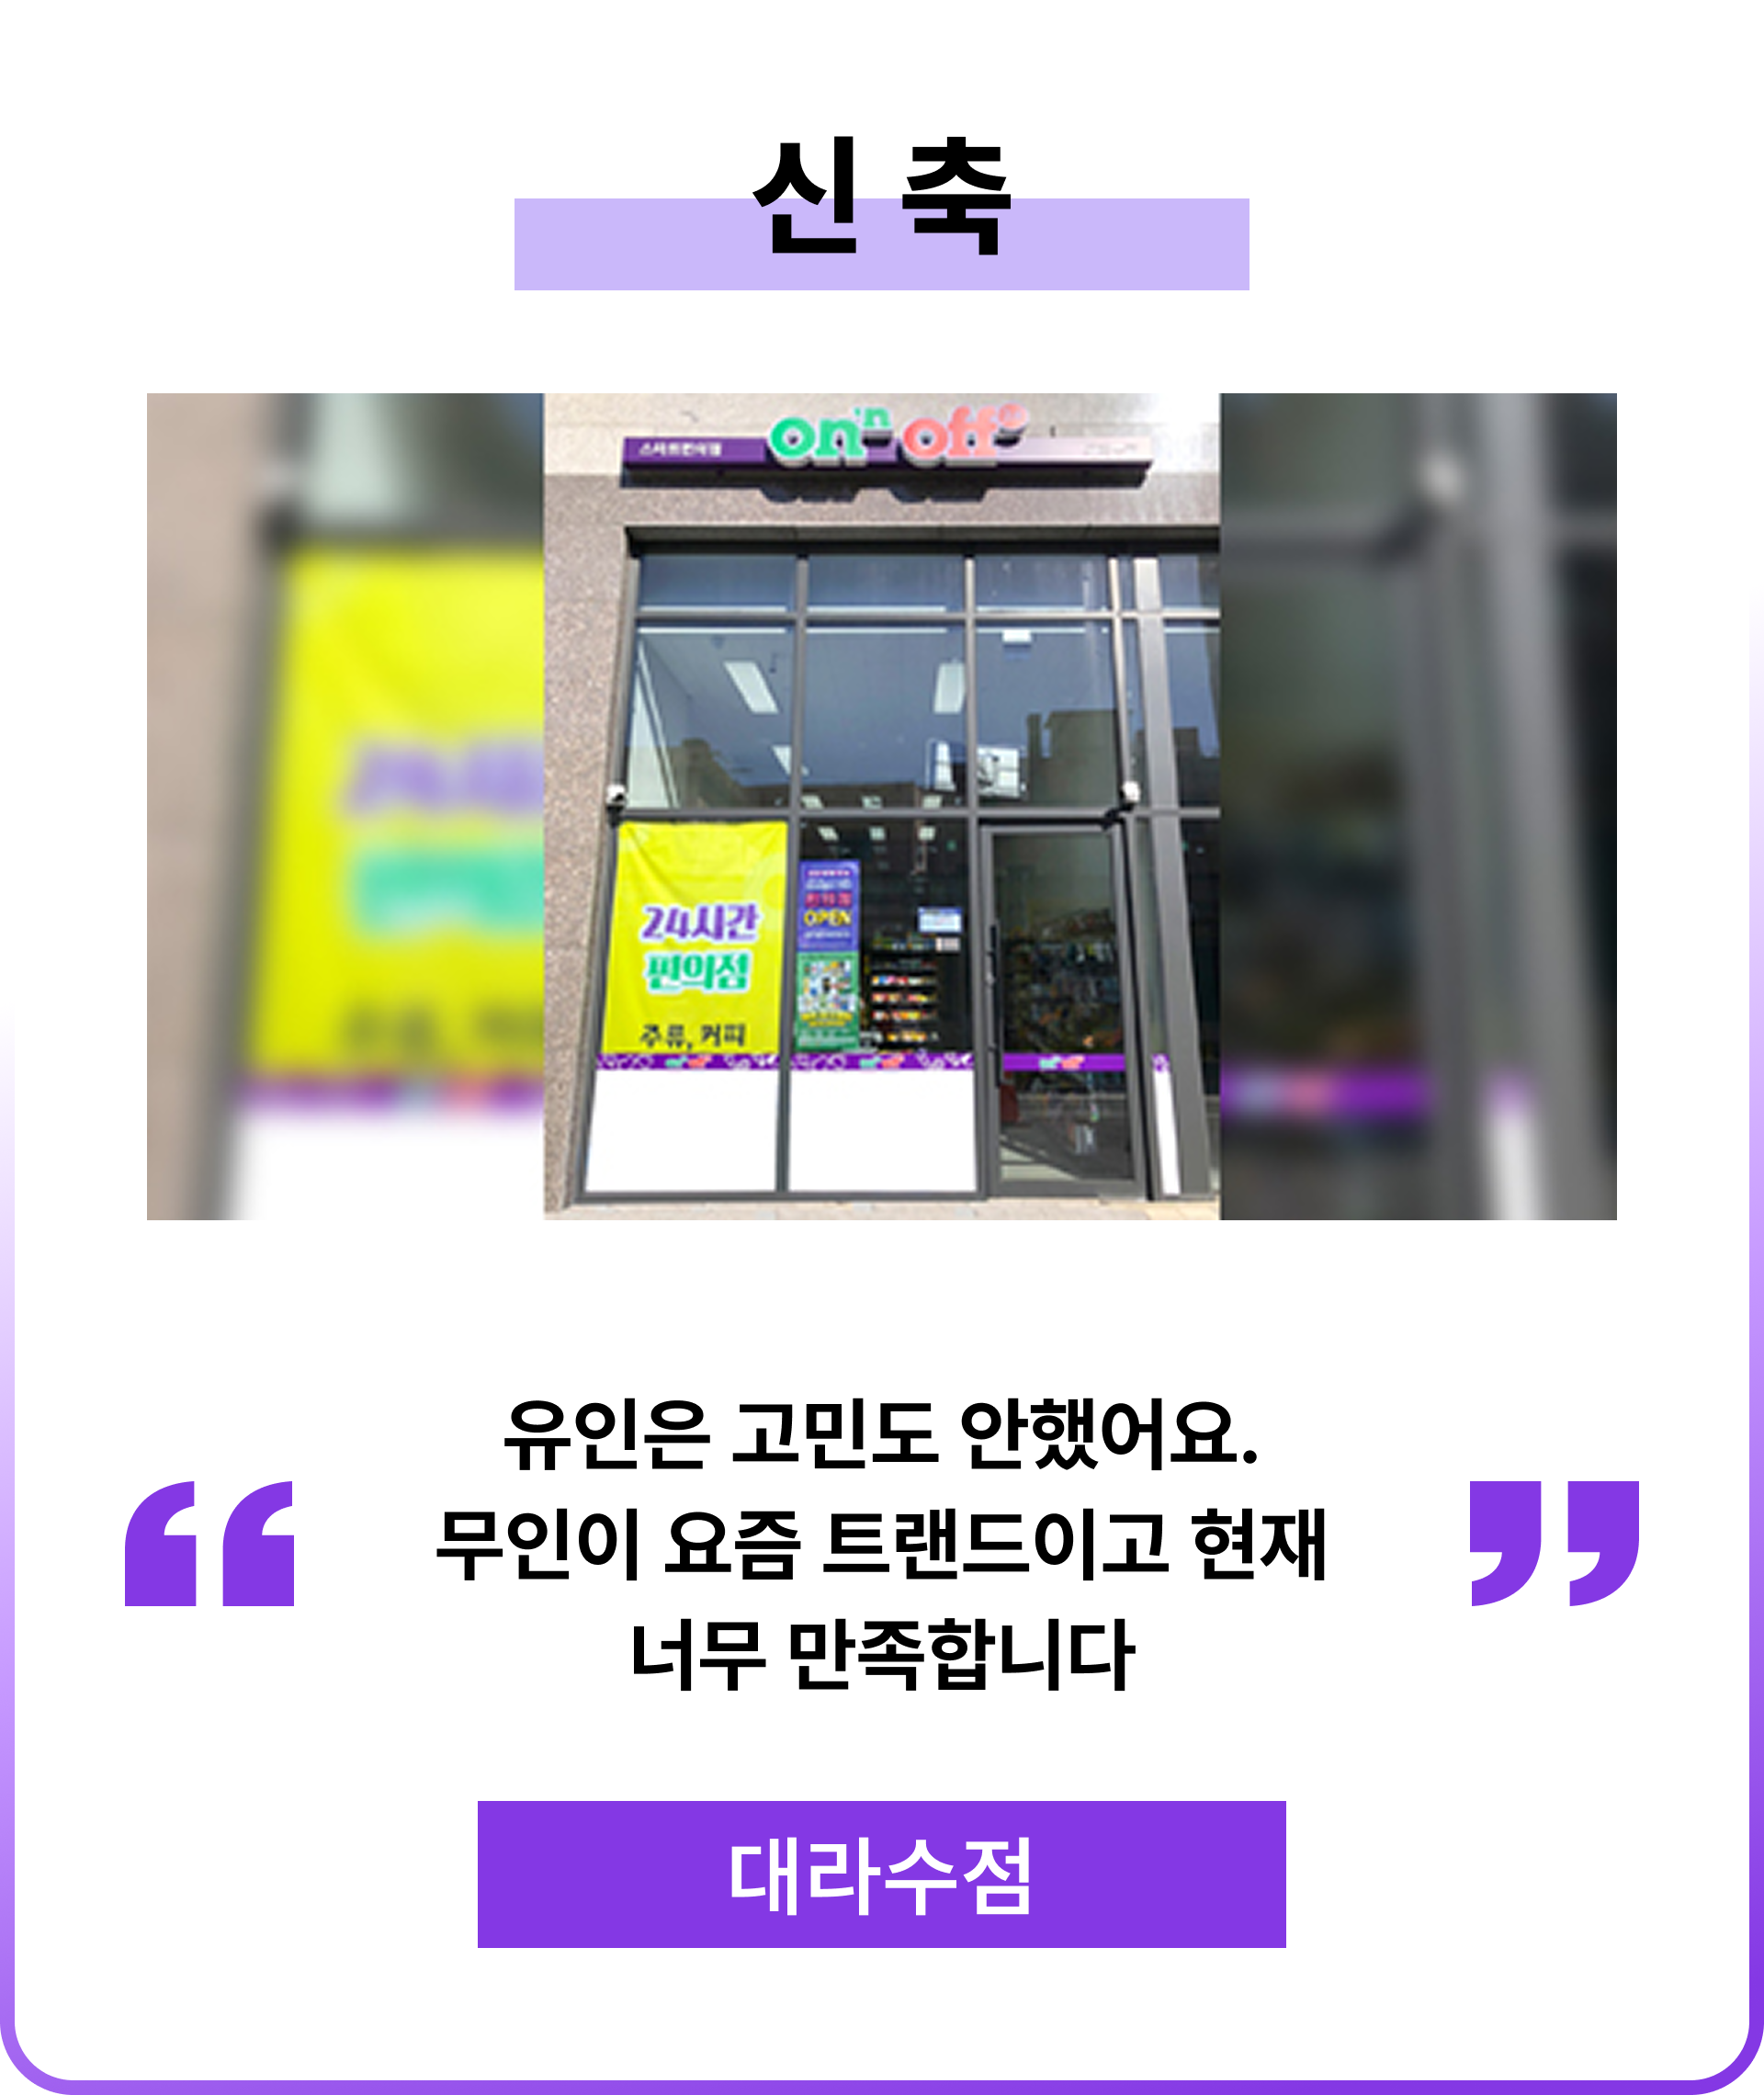 신축
스마트편의점
on'n off
24시간
편의점
주류, 커피
OPEN
유인은 고민도 안했어요.
무인이 요즘 트랜드이고 현재
너무 만족합니다
대라수점